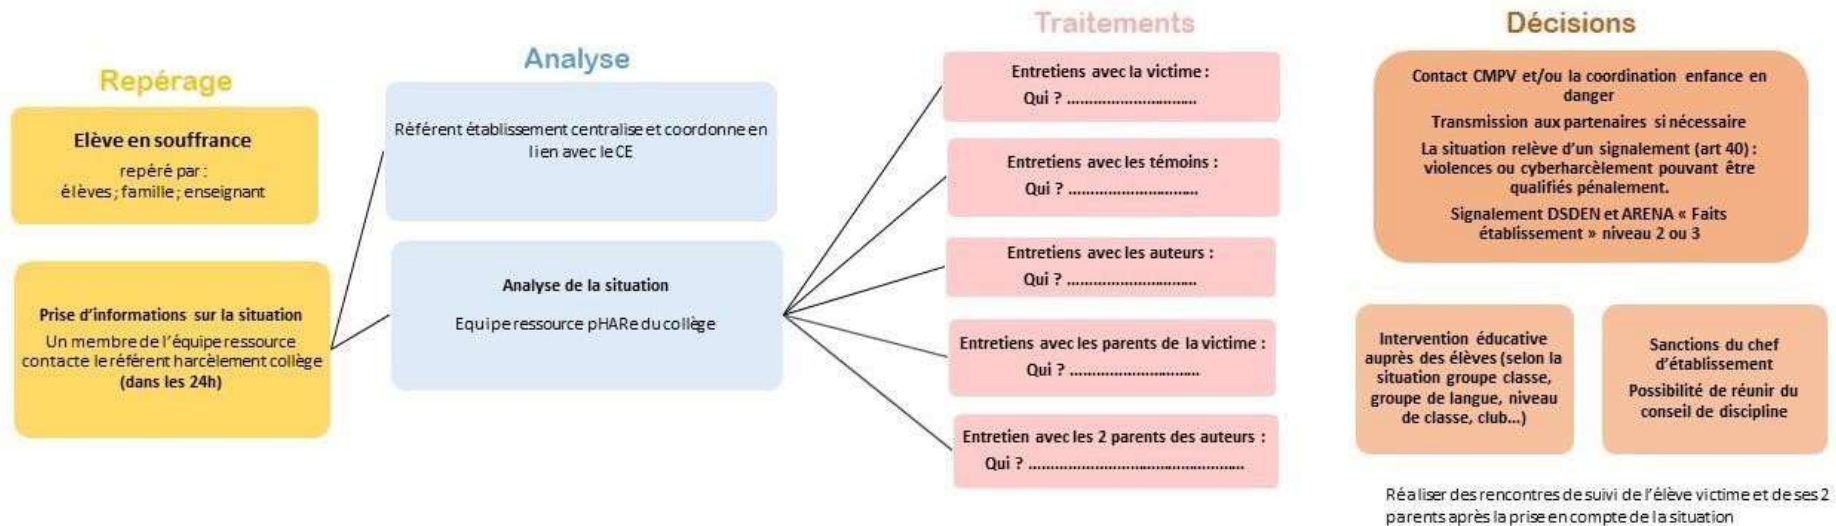 Repérage
Elève en souffrance
repéré par :
élèves ; famille ; enseignant
Prise d'informations sur la situation
Un membre de l'équipe ressource
contacte le référent harcèlement collège
(dans les 24h)
Analyse
Référent établissement centralise et coordonne en
lien avec le CE
Analyse de la situation
Equipe ressource pHARe du collège
Traitements
Entretiens avec la victime :
Qui ? ................................
Entretiens avec les témoins :
Qui ? ................................
Entretiens avec les auteurs :
Qui ? ................................
Entretiens avec les parents de la victime :
Qui ? ................................
Entretien avec les 2 parents des auteurs :
Qui ? .....................................................
Décisions
Contact CMPV et/ou la coordination enfance en
danger
Transmission aux partenaires si nécessaire
La situation relève d'un signalement (art 40) :
violences ou cyberharcèlement pouvant être
qualifiés pénalement.
Signalement DSDEN et ARENA « Faits
établissement » niveau 2 ou 3
Intervention éducative
auprès des élèves (selon la
situation groupe classe,
groupe de langue, niveau
de classe, club...)
Sanctions du chef
d'établissement
Possibilité de réunir du
conseil de discipline
Réaliser des rencontres de suivi de l'élève victime et de ses 2
parents après la prise en compte de la situation